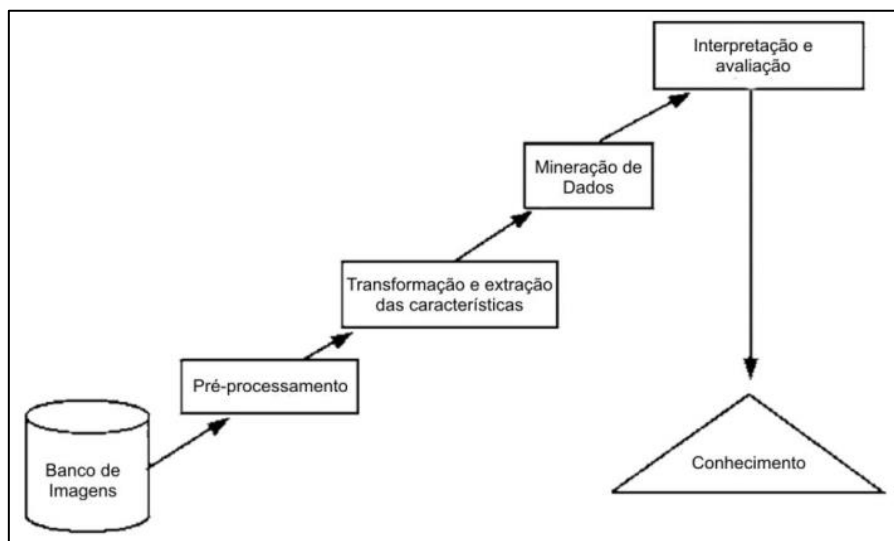 Interpretação e
avaliação
Mineração de
Dados
Transformação e extração
das características
Pré-processamento
Banco de
Imagens
Conhecimento